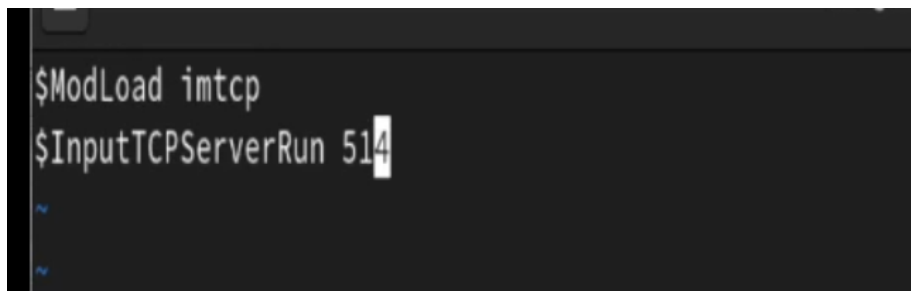 $ModLoad imtcp
$InputTCPServerRun 514
~
~